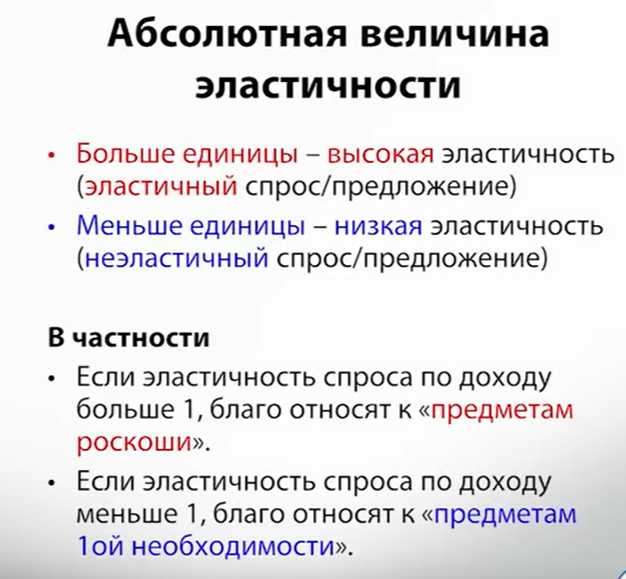 Абсолютная величина
эластичности
• Больше единицы – высокая эластичность
(эластичный спрос/предложение)
• Меньше единицы – низкая эластичность
(неэластичный спрос/предложение)
В частности
• Если эластичность спроса по доходу
больше 1, благо относят к «предметам
роскоши».
• Если эластичность спроса по доходу
меньше 1, благо относят к «предметам
1ой необходимости».